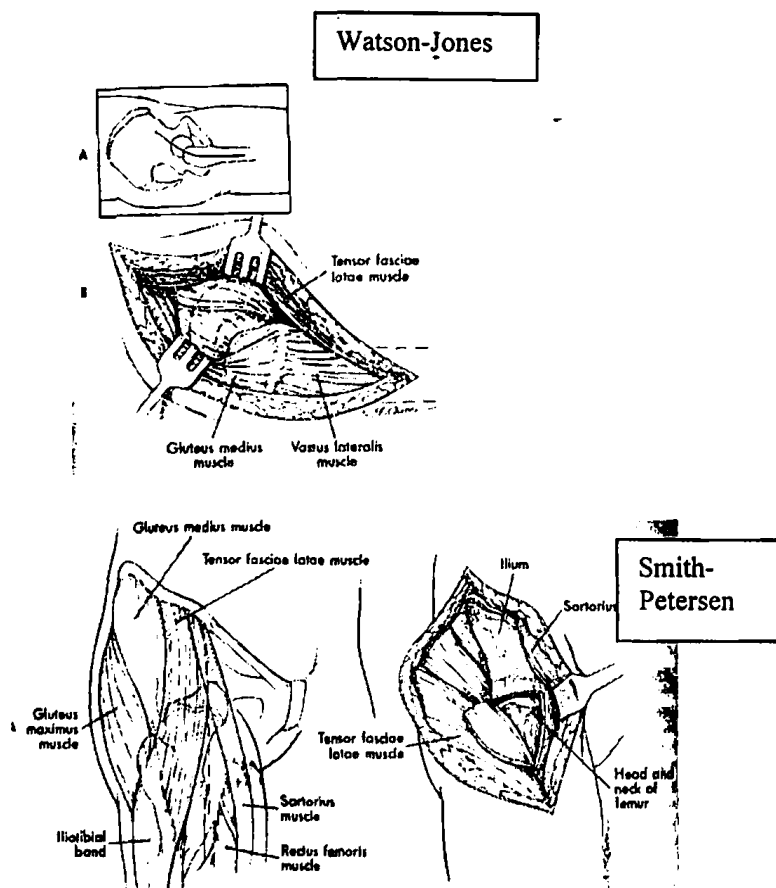 Watson-Jones
A
Tensor fasciae
latae muscle
B
Gluteus medius
muscle
Vastus lateralis
muscle
Gluteus medius muscle
Tensor fasciae latae muscle
Ilium
Smith-
Petersen
Sartorius
Gluteus
maximus
muscle
Tensor fasciae
latae muscle
Head and
neck of
femur
Sartorius
muscle
Iliotibial
band
Rectus femoris
muscle